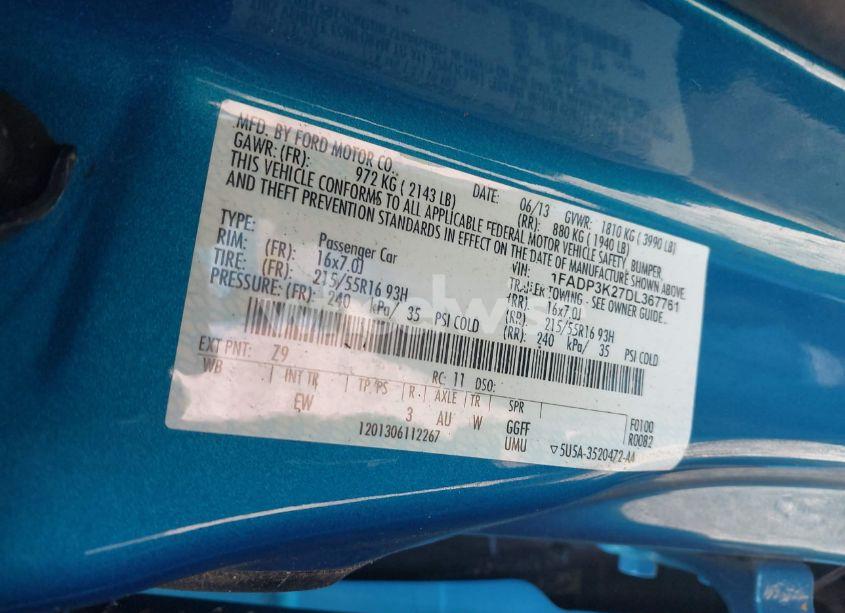 MFD. BY FORD MOTOR CO.
DATE: 06/13 GVWR: 1810 KG ( 3990 LB)
GAWR: (FR): 972 KG ( 2143 LB) (RR): 880 KG ( 1940 LB)
THIS VEHICLE CONFORMS TO ALL APPLICABLE FEDERAL MOTOR VEHICLE SAFETY, BUMPER,
AND THEFT PREVENTION STANDARDS IN EFFECT ON THE DATE OF MANUFACTURE SHOWN ABOVE.
VIN: 1FADP3K27DL367761
TYPE: Passenger Car TRAILER TOWING - SEE OWNER GUIDE.
RIM: (FR): 16x7.0J (RR): 16x7.0J
TIRE: (FR): 215/55R16 93H (RR): 215/55R16 93H
PRESSURE: (FR): 240 kPa/ 35 PSI COLD (RR): 240 kPa/ 35 PSI COLD
EXT PNT: Z9 RC: 11 DSO:
WB INT TR TP/PS R AXLE TR SPR
EW 3 AU W GGFF F0100
1201306112267 UMU R0082
▽5U5A-3520472-AA